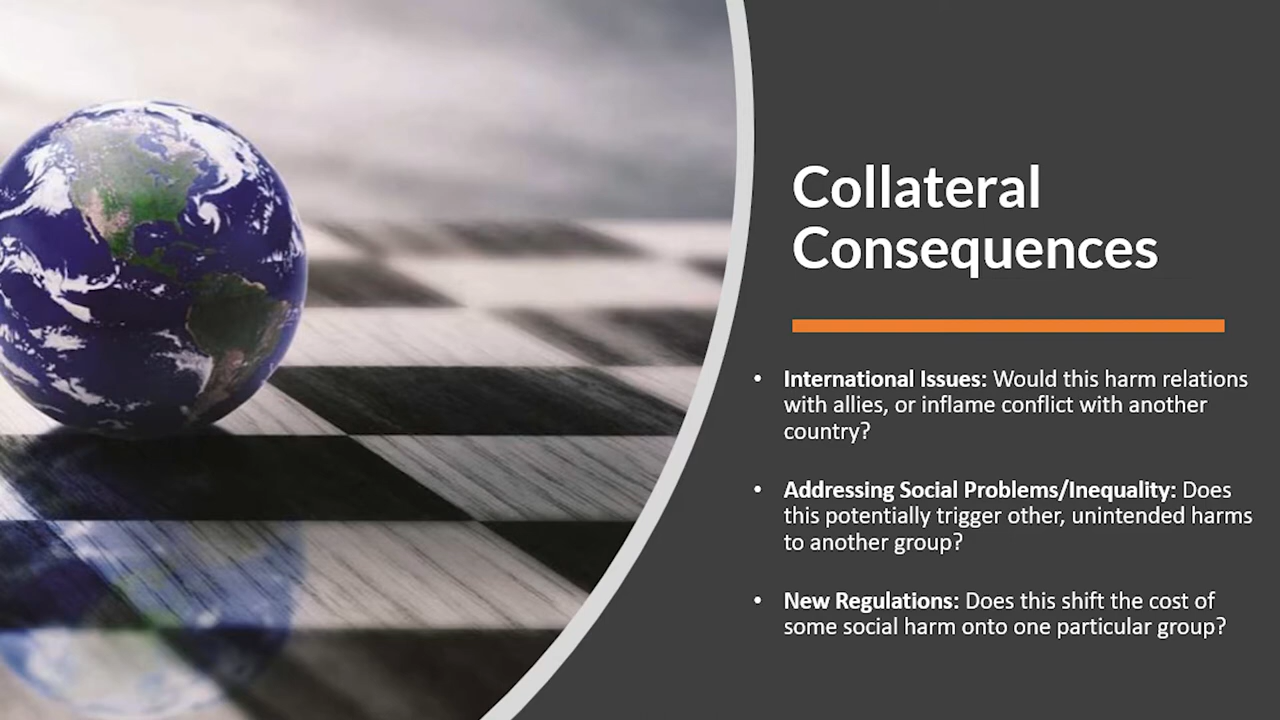 Collateral
Consequences
• International Issues: Would this harm relations
with allies, or inflame conflict with another
country?
• Addressing Social Problems/Inequality: Does
this potentially trigger other, unintended harms
to another group?
• New Regulations: Does this shift the cost of
some social harm onto one particular group?